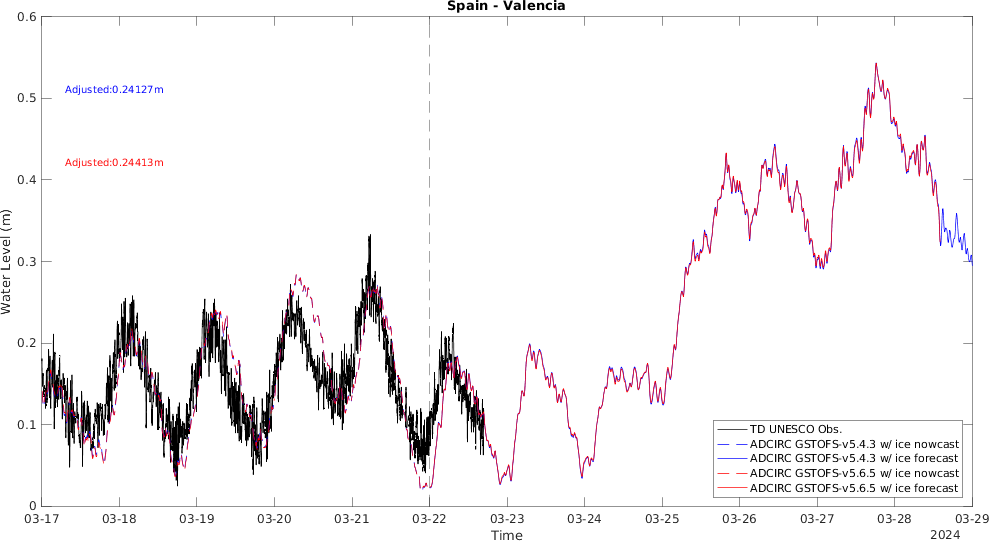 Spain - Valencia
0.6
0.5
0.4
0.3
0.2
0.1
0
Water Level (m)
Adjusted:0.24127m
Adjusted:0.24413m
TD UNESCO Obs.
ADCIRC GSTOFS-v5.4.3 w/ ice nowcast
ADCIRC GSTOFS-v5.4.3 w/ ice forecast
ADCIRC GSTOFS-v5.6.5 w/ ice nowcast
ADCIRC GSTOFS-v5.6.5 w/ ice forecast
03-17 03-18 03-19 03-20 03-21 03-22 03-23 03-24 03-25 03-26 03-27 03-28 03-29
Time
2024